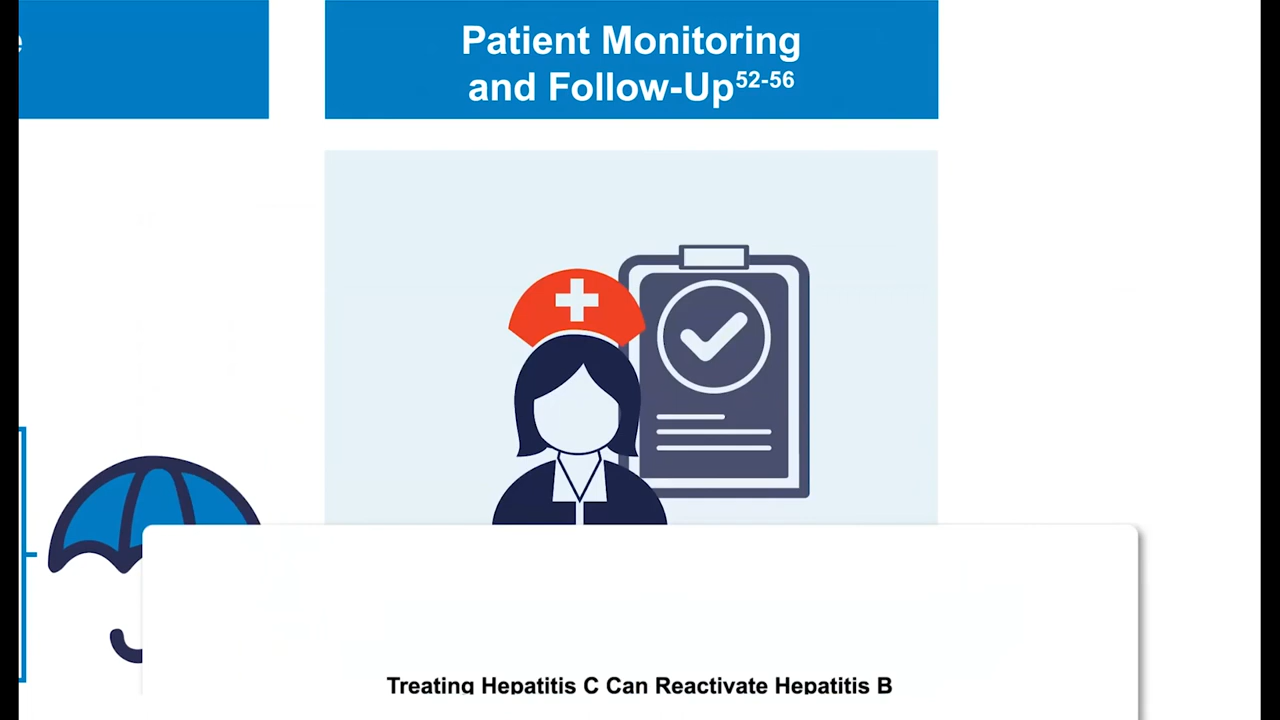 Patient Monitoring
and Follow-Up52-56
Treating Hepatitis C Can Reactivate Hepatitis B